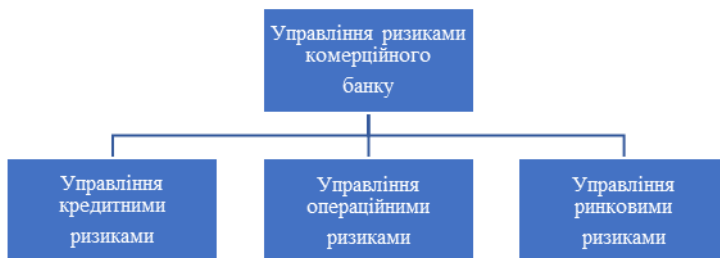 Управління ризиками
комерційного
банку
Управління
кредитними
ризиками
Управління
операційними
ризиками
Управління
ринковими
ризиками